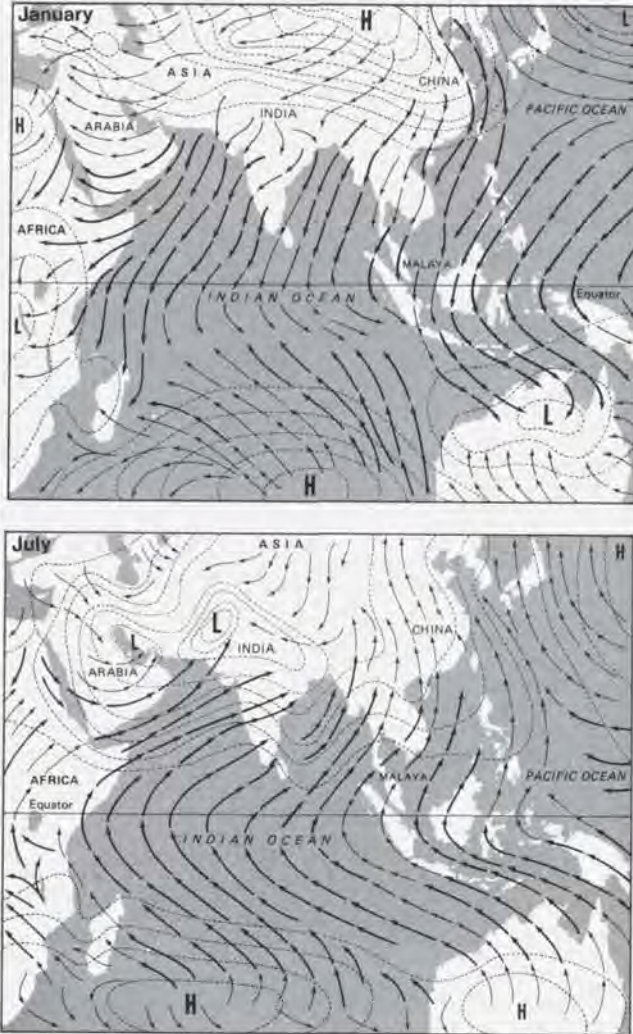 January
H
L
ASIA
CHINA
PACIFIC OCEAN
H
INDIA
ARABIA
AFRICA
MALAYA
Equator
INDIAN OCEAN
L
L
H
July
ASIA
H
L
CHINA
L
INDIA
ARABIA
AFRICA
MALAYA
PACIFIC OCEAN
Equator
INDIAN OCEAN
H
H